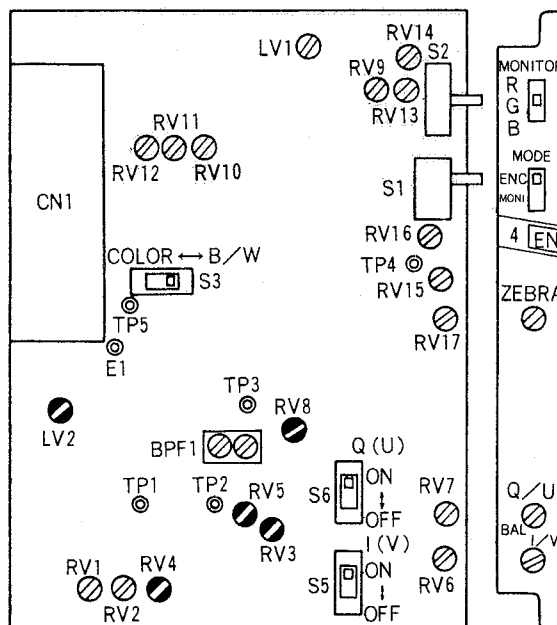 RV14
LV1
S2
RV9
RV13
MONITOR
R
G
B
RV11
RV12
RV10
MODE
ENC
MONI
CN1
S1
4 EN
RV16
COLOR ↔ B/W
S3
TP4
RV15
ZEBRA
TP5
RV17
E1
TP3
RV8
LV2
BPF1
Q (U)
ON
↓
OFF
S6
TP1
TP2
RV5
RV3
RV7
Q/U
BAL
I/V
I (V)
ON
↓
OFF
S5
RV6
RV1
RV2
RV4